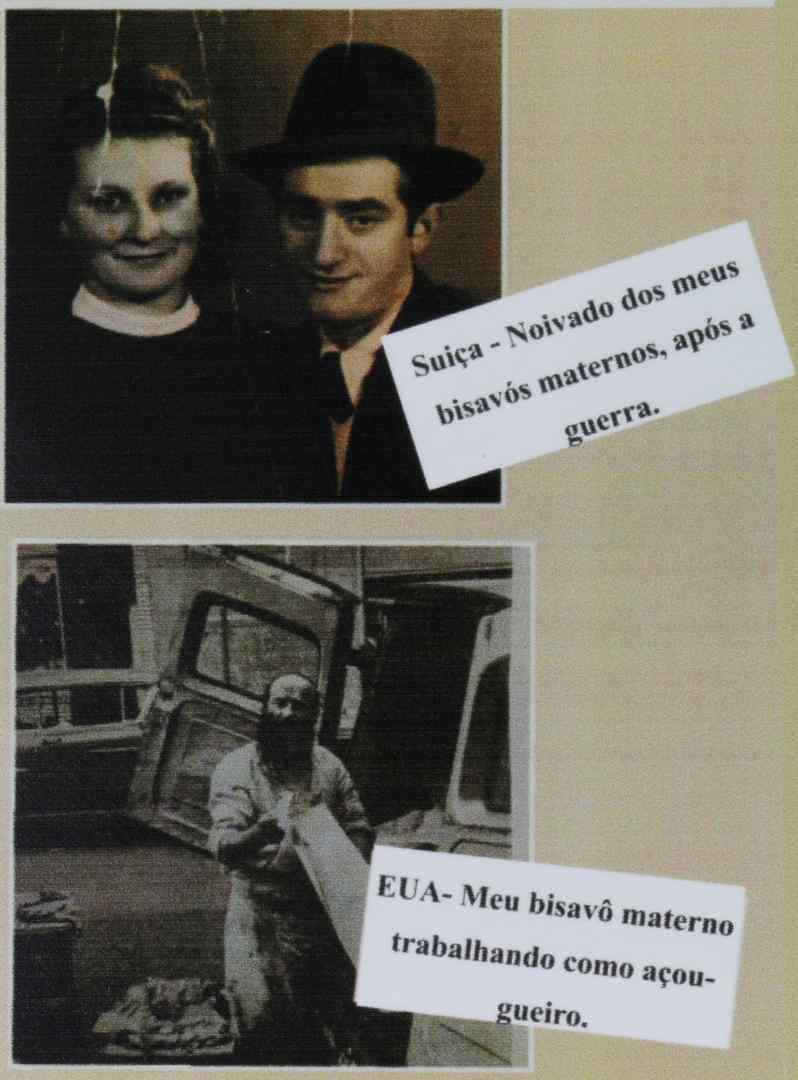 Suiça - Noivado dos meus
bisavós maternos, após a
guerra.
EUA- Meu bisavô materno
trabalhando como açou-
gueiro.